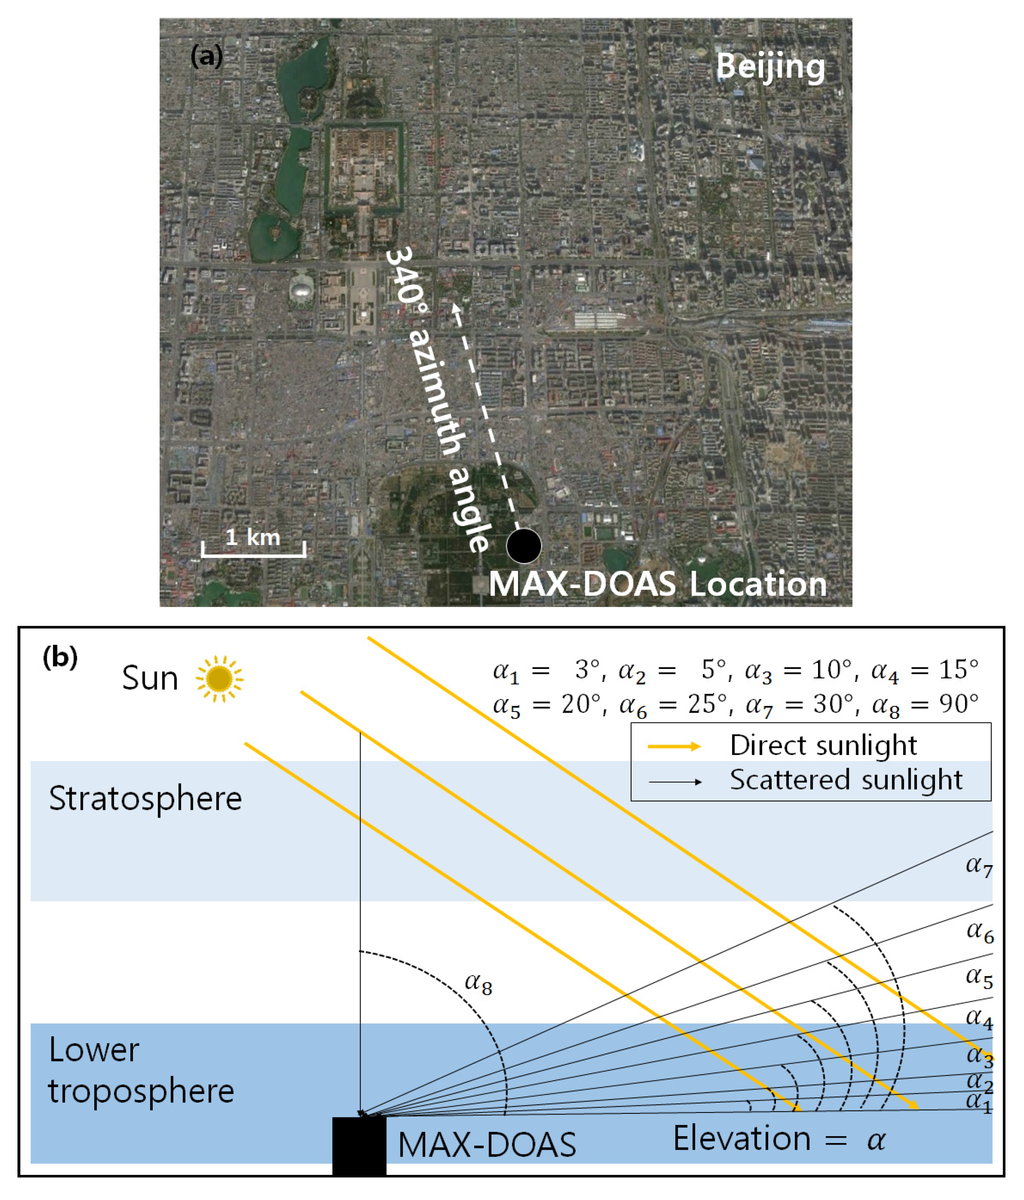 (a)
Beijing
340° azimuth angle
1 km
MAX-DOAS Location
(b)
Sun
α₁ = 3°, α₂ = 5°, α₃ = 10°, α₄ = 15°
α₅ = 20°, α₆ = 25°, α₇ = 30°, α₈ = 90°
Direct sunlight
Scattered sunlight
Stratosphere
α₇
α₆
α₅
α₈
α₄
Lower
troposphere
α₃
α₂
α₁
MAX-DOAS
Elevation = α